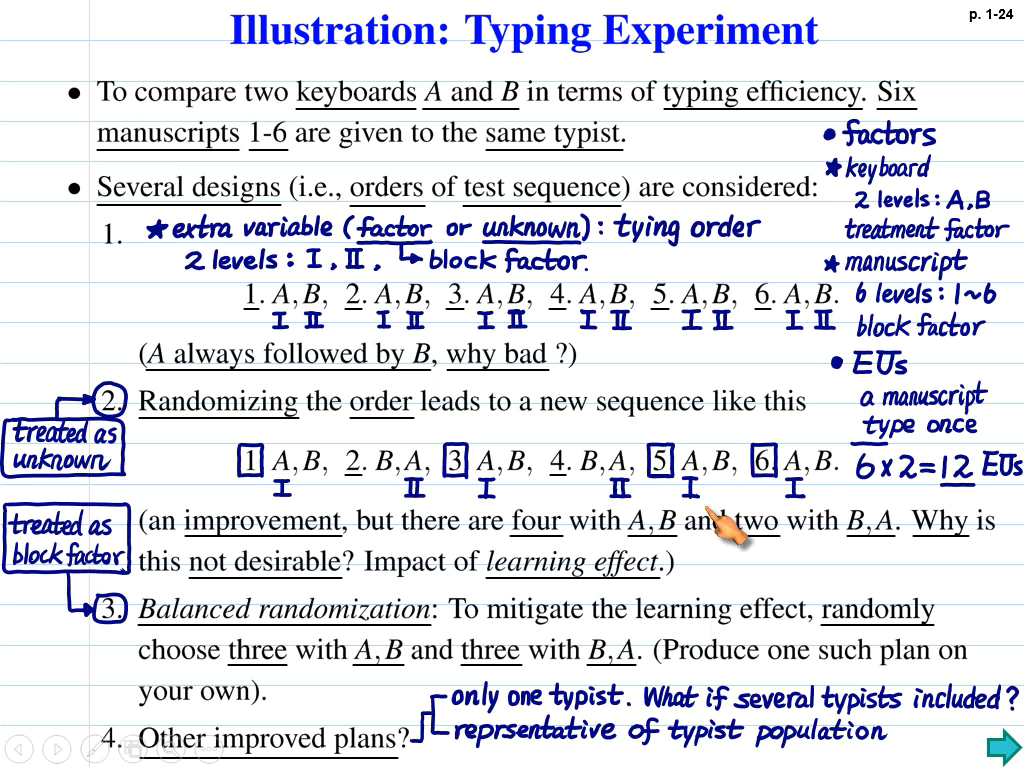 p. 1-24
Illustration: Typing Experiment
• To compare two keyboards A and B in terms of typing efficiency. Six
manuscripts 1-6 are given to the same typist.
• factors
★ keyboard
2 levels: A,B
treatment factor
★ manuscript
6 levels: 1~6
block factor
• EUs
a manuscript
type once
6 x 2 = 12 EUs
• Several designs (i.e., orders of test sequence) are considered:
1. ★ extra variable (factor or unknown): tying order
2 levels: I, II, ↳ block factor.
1. A,B, 2. A,B, 3. A,B, 4. A,B, 5. A,B, 6. A,B.
I II I II I II I II I II I II
(A always followed by B, why bad ?)
2. Randomizing the order leads to a new sequence like this
treated as
unknown
1. A,B, 2. B,A, 3. A,B, 4. B,A, 5. A,B, 6. A,B.
I II I II I I
treated as
block factor
(an improvement, but there are four with A,B and two with B,A. Why is
this not desirable? Impact of learning effect.)
3. Balanced randomization: To mitigate the learning effect, randomly
choose three with A,B and three with B,A. (Produce one such plan on
your own).
4. Other improved plans?
only one typist. What if several typists included?
reprsentative of typist population